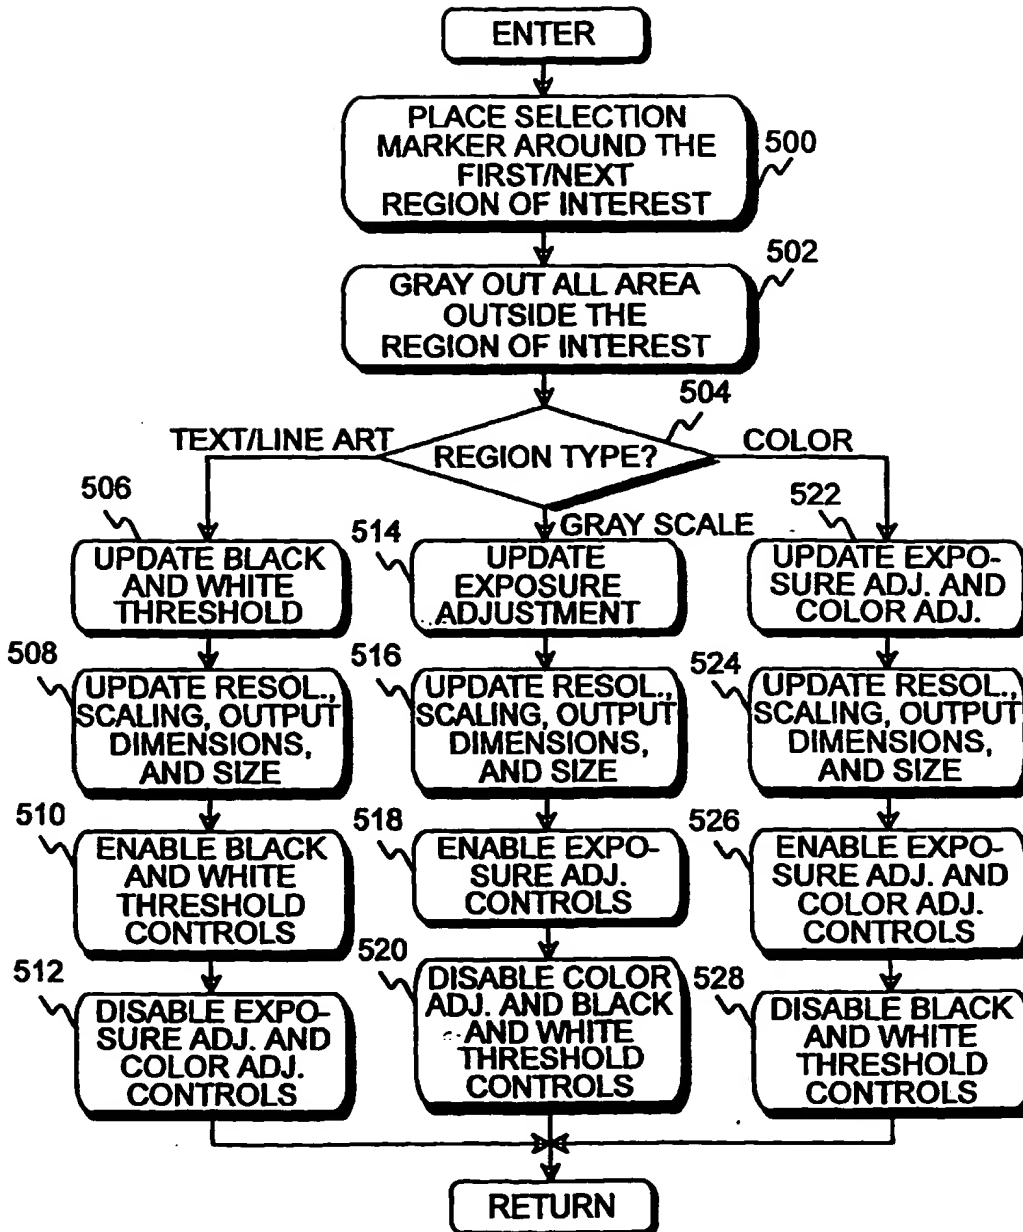 ENTER
PLACE SELECTION
MARKER AROUND THE
FIRST/NEXT
REGION OF INTEREST
500
GRAY OUT ALL AREA
OUTSIDE THE
REGION OF INTEREST
502
504
REGION TYPE?
TEXT/LINE ART
GRAY SCALE
COLOR
506
UPDATE BLACK
AND WHITE
THRESHOLD
508
UPDATE RESOL.,
SCALING, OUTPUT
DIMENSIONS,
AND SIZE
510
ENABLE BLACK
AND WHITE
THRESHOLD
CONTROLS
512
DISABLE EXPO-
SURE ADJ. AND
COLOR ADJ.
CONTROLS
514
UPDATE
EXPOSURE
ADJUSTMENT
516
UPDATE RESOL.,
SCALING, OUTPUT
DIMENSIONS,
AND SIZE
518
ENABLE EXPO-
SURE ADJ.
CONTROLS
520
DISABLE COLOR
ADJ. AND BLACK
AND WHITE
THRESHOLD
CONTROLS
522
UPDATE EXPO-
SURE ADJ. AND
COLOR ADJ.
524
UPDATE RESOL.,
SCALING, OUTPUT
DIMENSIONS,
AND SIZE
526
ENABLE EXPO-
SURE ADJ. AND
COLOR ADJ.
CONTROLS
528
DISABLE BLACK
AND WHITE
THRESHOLD
CONTROLS
RETURN